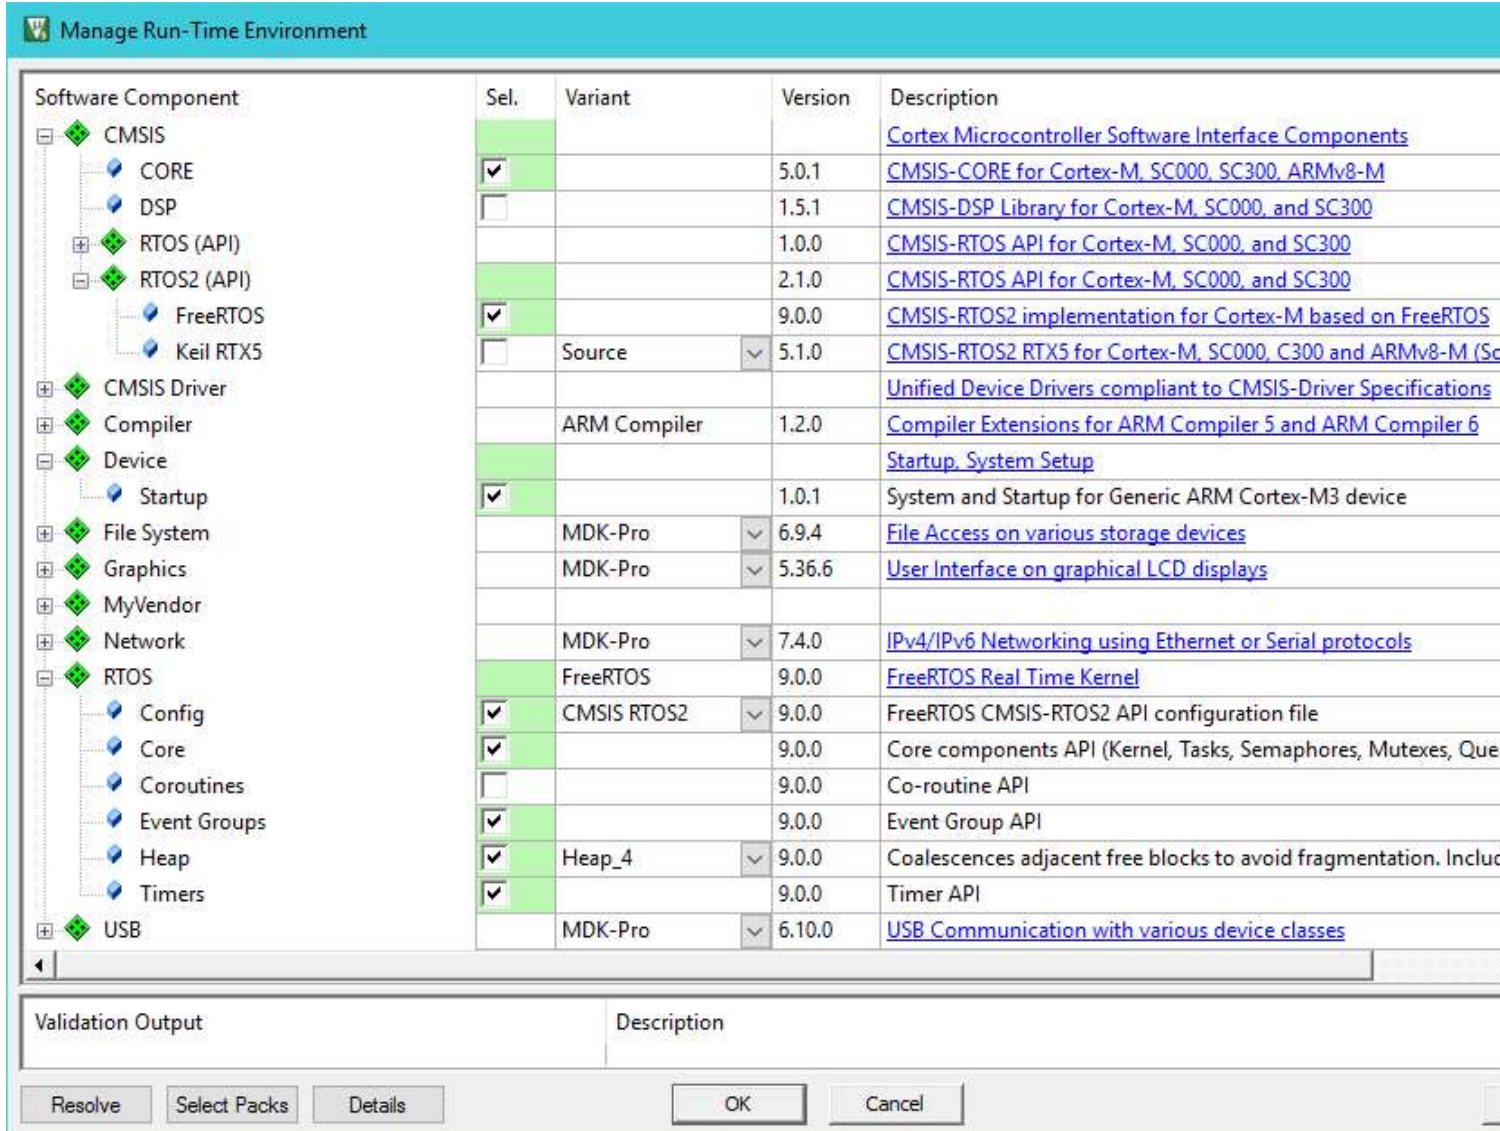 Manage Run-Time Environment
Software Component Sel. Variant Version Description
CMSIS Cortex Microcontroller Software Interface Components
CORE 5.0.1 CMSIS-CORE for Cortex-M, SC000, SC300, ARMv8-M
DSP 1.5.1 CMSIS-DSP Library for Cortex-M, SC000, and SC300
RTOS (API) 1.0.0 CMSIS-RTOS API for Cortex-M, SC000, and SC300
RTOS2 (API) 2.1.0 CMSIS-RTOS API for Cortex-M, SC000, and SC300
FreeRTOS 9.0.0 CMSIS-RTOS2 implementation for Cortex-M based on FreeRTOS
Keil RTX5 Source 5.1.0 CMSIS-RTOS2 RTX5 for Cortex-M, SC000, C300 and ARMv8-M (Sc
CMSIS Driver Unified Device Drivers compliant to CMSIS-Driver Specifications
Compiler ARM Compiler 1.2.0 Compiler Extensions for ARM Compiler 5 and ARM Compiler 6
Device Startup, System Setup
Startup 1.0.1 System and Startup for Generic ARM Cortex-M3 device
File System MDK-Pro 6.9.4 File Access on various storage devices
Graphics MDK-Pro 5.36.6 User Interface on graphical LCD displays
MyVendor
Network MDK-Pro 7.4.0 IPv4/IPv6 Networking using Ethernet or Serial protocols
RTOS FreeRTOS 9.0.0 FreeRTOS Real Time Kernel
Config CMSIS RTOS2 9.0.0 FreeRTOS CMSIS-RTOS2 API configuration file
Core 9.0.0 Core components API (Kernel, Tasks, Semaphores, Mutexes, Que
Coroutines 9.0.0 Co-routine API
Event Groups 9.0.0 Event Group API
Heap Heap_4 9.0.0 Coalescences adjacent free blocks to avoid fragmentation. Includ
Timers 9.0.0 Timer API
USB MDK-Pro 6.10.0 USB Communication with various device classes
Validation Output Description
Resolve Select Packs Details OK Cancel